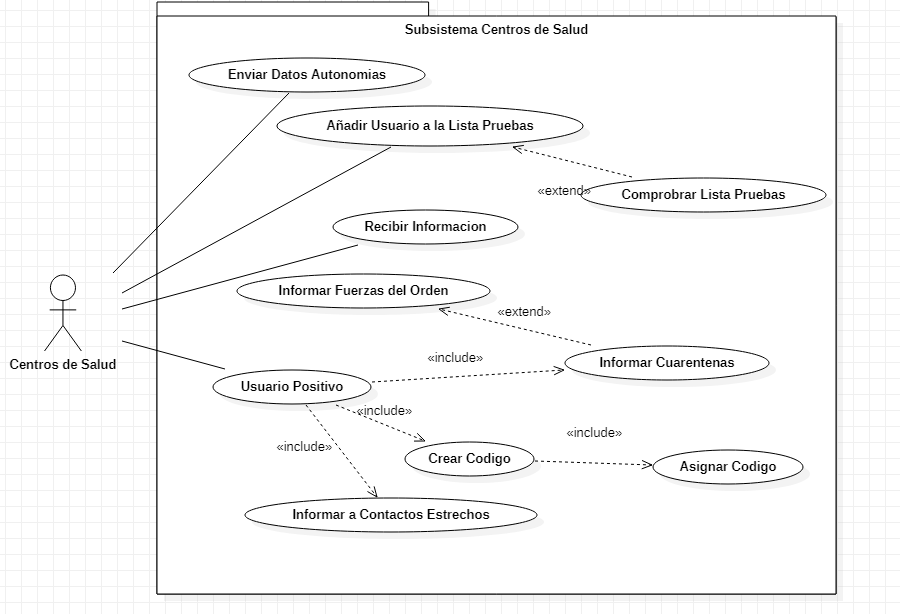 Subsistema Centros de Salud
Enviar Datos Autonomias
Añadir Usuario a la Lista Pruebas
«extend»
Comprobrar Lista Pruebas
Recibir Informacion
Informar Fuerzas del Orden
«extend»
Centros de Salud
«include»
Informar Cuarentenas
Usuario Positivo
«include»
«include»
«include»
Crear Codigo
Asignar Codigo
Informar a Contactos Estrechos